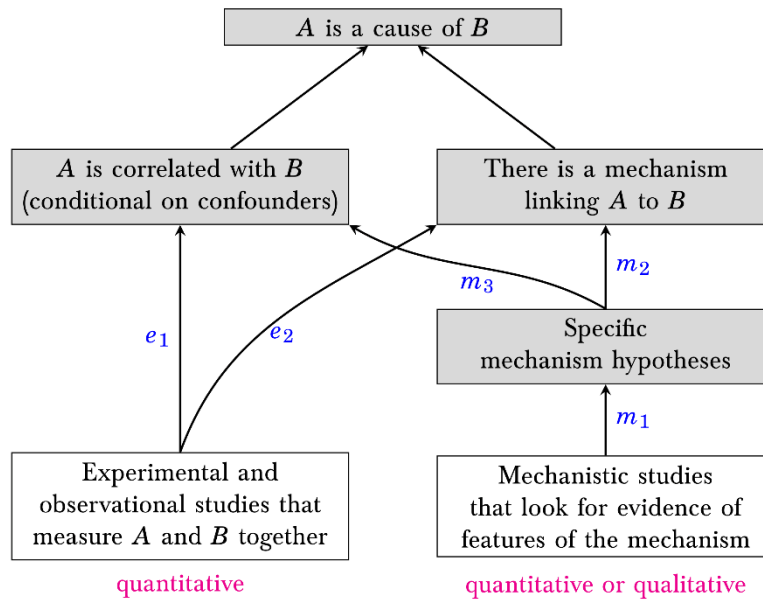 A is a cause of B
A is correlated with B
(conditional on confounders)
There is a mechanism
linking A to B
m₂
m₃
e₁
e₂
Specific
mechanism hypotheses
m₁
Experimental and
observational studies that
measure A and B together
Mechanistic studies
that look for evidence of
features of the mechanism
quantitative
quantitative or qualitative